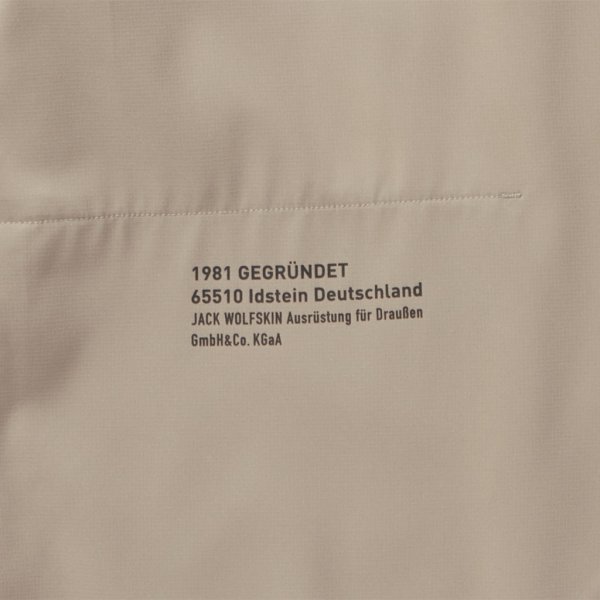 1981 GEGRÜNDET
65510 Idstein Deutschland
JACK WOLFSKIN Ausrüstung für Draußen
GmbH&Co. KGaA